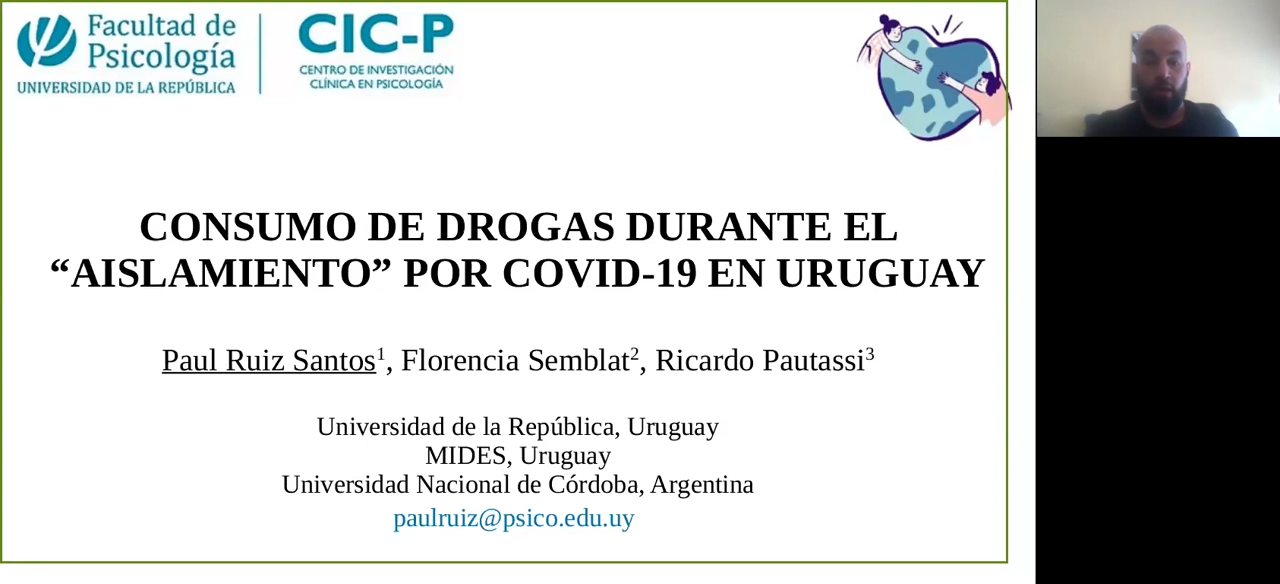 Facultad de
Psicología
UNIVERSIDAD DE LA REPÚBLICA
CIC-P
CENTRO DE INVESTIGACIÓN
CLÍNICA EN PSICOLOGÍA
CONSUMO DE DROGAS DURANTE EL
“AISLAMIENTO” POR COVID-19 EN URUGUAY
Paul Ruiz Santos¹, Florencia Semblat², Ricardo Pautassi³
Universidad de la República, Uruguay
MIDES, Uruguay
Universidad Nacional de Córdoba, Argentina
paulruiz@psico.edu.uy